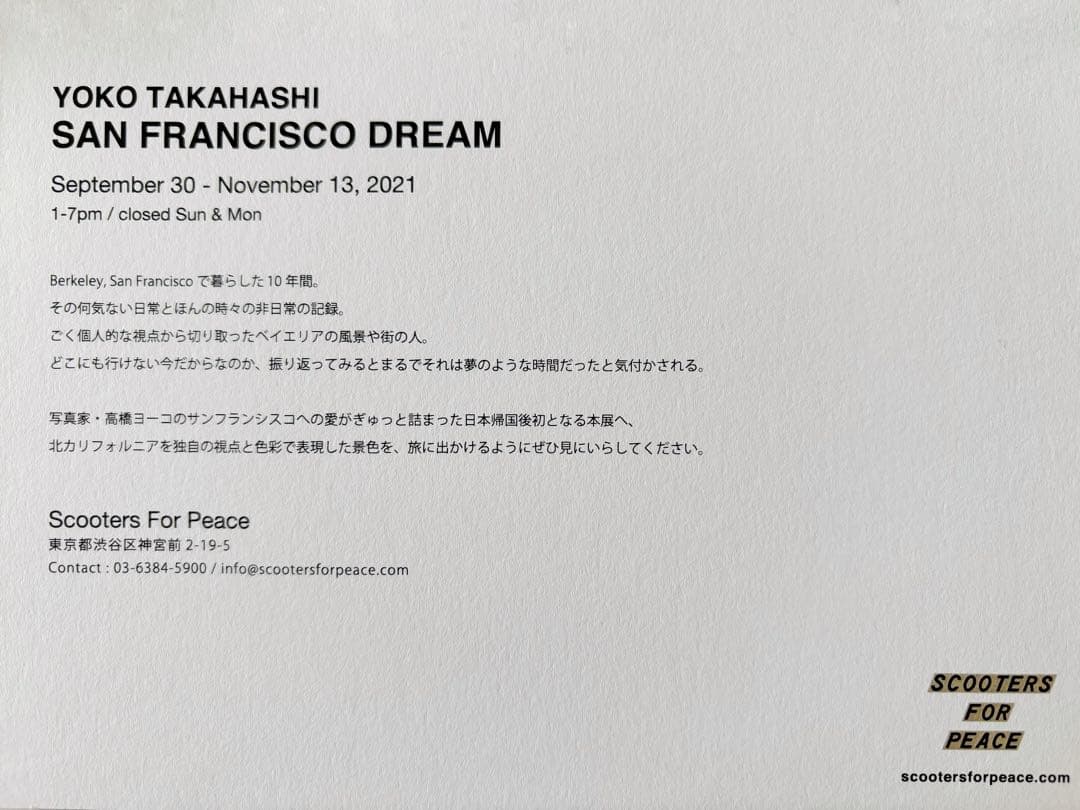 YOKO TAKAHASHI
SAN FRANCISCO DREAM
September 30 - November 13, 2021
1-7pm / closed Sun & Mon
Berkeley, San Francisco で暮らした10 年間。
その何気ない日常とほんの時々の非日常の記録。
ごく個人的な視点から切り取ったベイエリアの風景や街の人。
どこにも行けない今だからなのか、振り返ってみるとまるでそれは夢のような時間だったと気付かされる。
写真家・高橋ヨーコのサンフランシスコへの愛がぎゅっと詰まった日本帰国後初となる本展へ、
北カリフォルニアを独自の視点と色彩で表現した景色を、旅に出かけるようにぜひ見にいらしてください。
Scooters For Peace
東京都渋谷区神宮前 2-19-5
Contact : 03-6384-5900 / info@scootersforpeace.com
SCOOTERS
FOR
PEACE
scootersforpeace.com